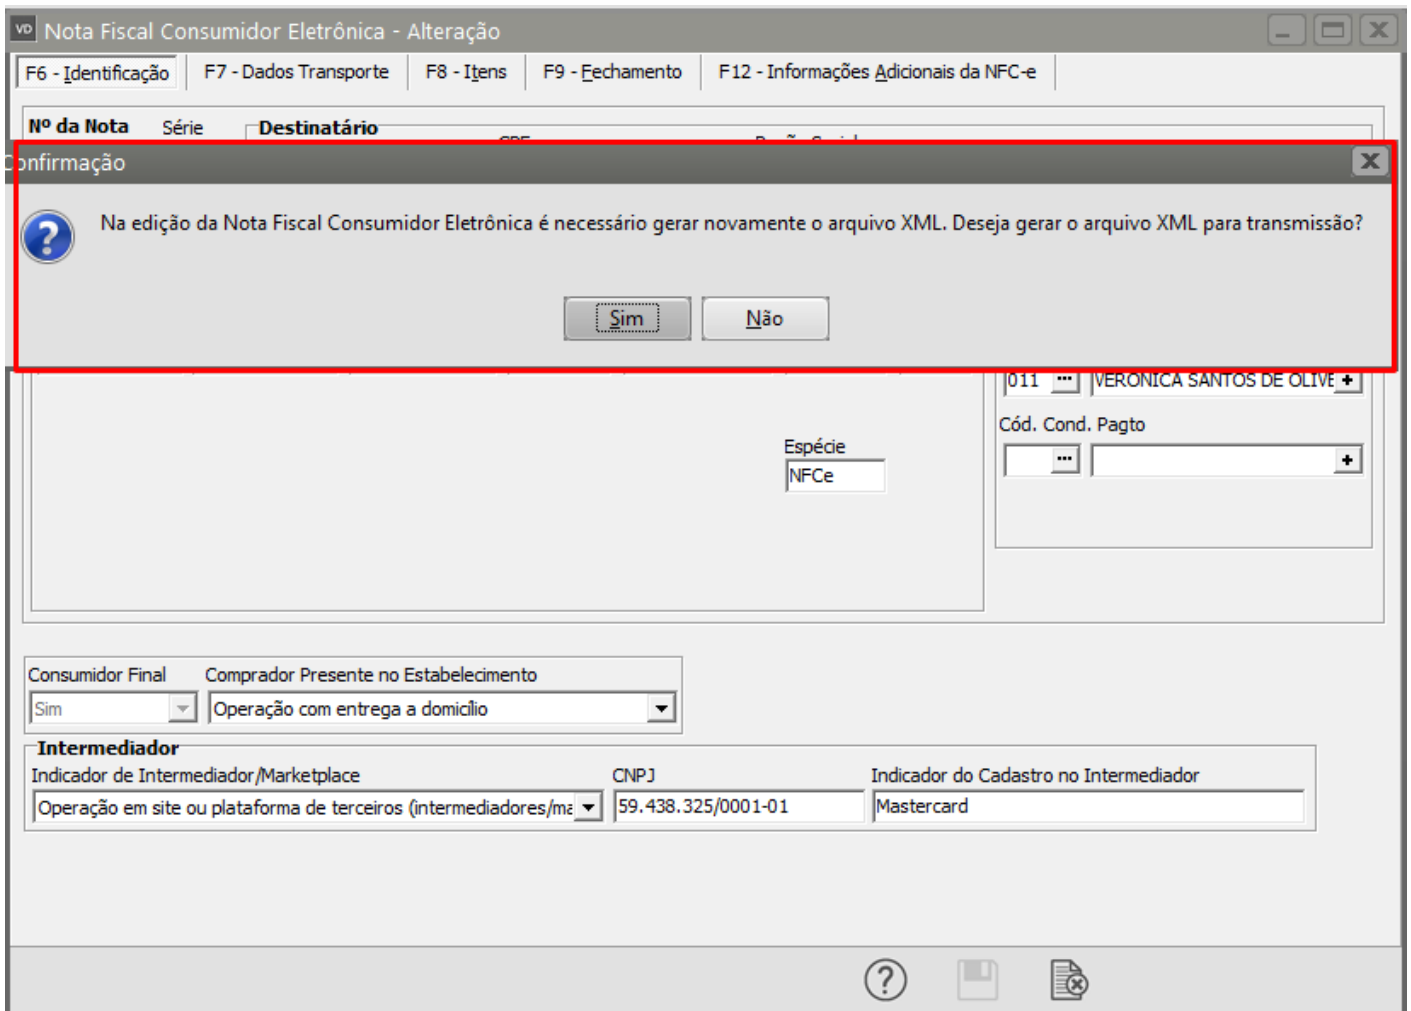 VD Nota Fiscal Consumidor Eletrônica - Alteração
F6 - Identificação F7 - Dados Transporte F8 - Itens F9 - Fechamento F12 - Informações Adicionais da NFC-e
Nº da Nota Série Destinatário
Confirmação
Na edição da Nota Fiscal Consumidor Eletrônica é necessário gerar novamente o arquivo XML. Deseja gerar o arquivo XML para transmissão?
Sim Não
011 ... VERONICA SANTOS DE OLIVE +
Cód. Cond. Pagto
... +
Espécie
NFCe
Consumidor Final Comprador Presente no Estabelecimento
Sim Operação com entrega a domicílio
Intermediador
Indicador de Intermediador/Marketplace CNPJ Indicador do Cadastro no Intermediador
Operação em site ou plataforma de terceiros (intermediadores/ma 59.438.325/0001-01 Mastercard